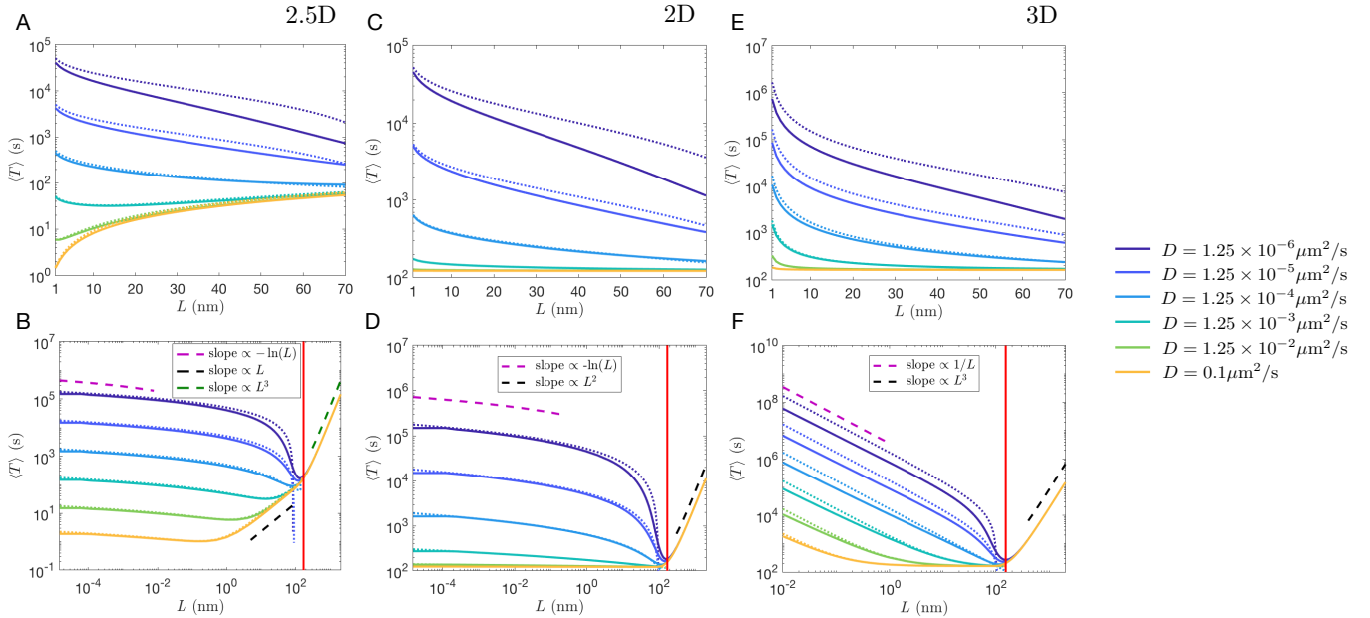 A
2.5D
10^5
10^4
10^3
10^2
10^1
10^0
⟨T⟩ (s)
1 10 20 30 40 50 60 70
L (nm)
C
2D
10^5
10^4
10^3
10^2
⟨T⟩ (s)
1 10 20 30 40 50 60 70
L (nm)
E
3D
10^7
10^6
10^5
10^4
10^3
10^2
⟨T⟩ (s)
1 10 20 30 40 50 60 70
L (nm)
D = 1.25 × 10^-6 μm^2/s
D = 1.25 × 10^-5 μm^2/s
D = 1.25 × 10^-4 μm^2/s
D = 1.25 × 10^-3 μm^2/s
D = 1.25 × 10^-2 μm^2/s
D = 0.1 μm^2/s
B
10^7
10^5
10^3
10^1
10^-1
⟨T⟩ (s)
slope ∝ − ln(L)
slope ∝ L
slope ∝ L^3
10^-4 10^-2 10^0 10^2
L (nm)
D
10^7
10^6
10^5
10^4
10^3
10^2
⟨T⟩ (s)
slope ∝ -ln(L)
slope ∝ L^2
10^-4 10^-2 10^0 10^2
L (nm)
F
10^10
10^8
10^6
10^4
10^2
⟨T⟩ (s)
slope ∝ 1/L
slope ∝ L^3
10^-2 10^-1 10^0 10^1 10^2 10^3
L (nm)